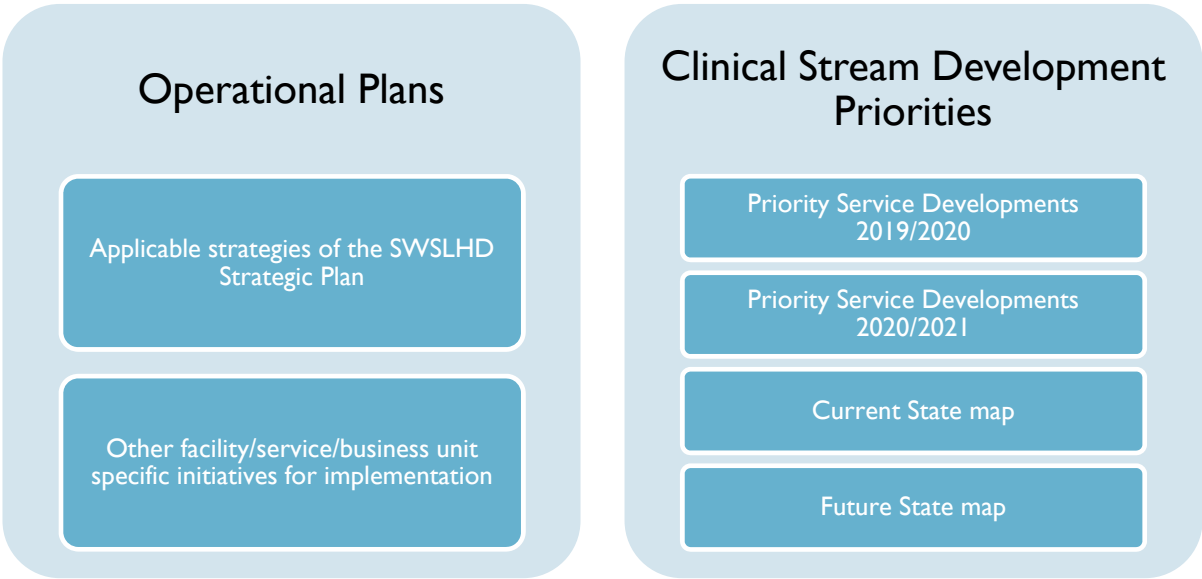 Operational Plans
Applicable strategies of the SWSLHD
Strategic Plan
Other facility/service/business unit
specific initiatives for implementation
Clinical Stream Development
Priorities
Priority Service Developments
2019/2020
Priority Service Developments
2020/2021
Current State map
Future State map